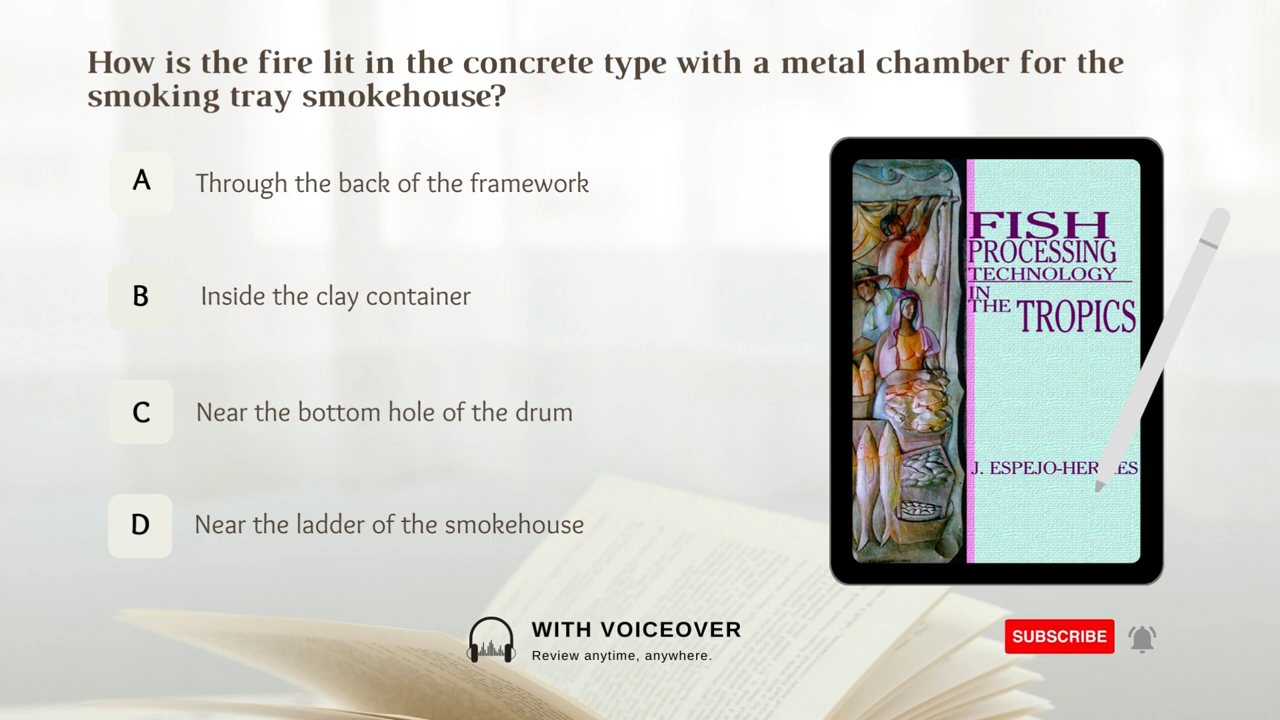 How is the fire lit in the concrete type with a metal chamber for the
smoking tray smokehouse?
A
Through the back of the framework
B
Inside the clay container
C
Near the bottom hole of the drum
D
Near the ladder of the smokehouse
FISH
PROCESSING
TECHNOLOGY
IN
THE TROPICS
J. ESPEJO-HER
WITH VOICEOVER
Review anytime, anywhere.
SUBSCRIBE